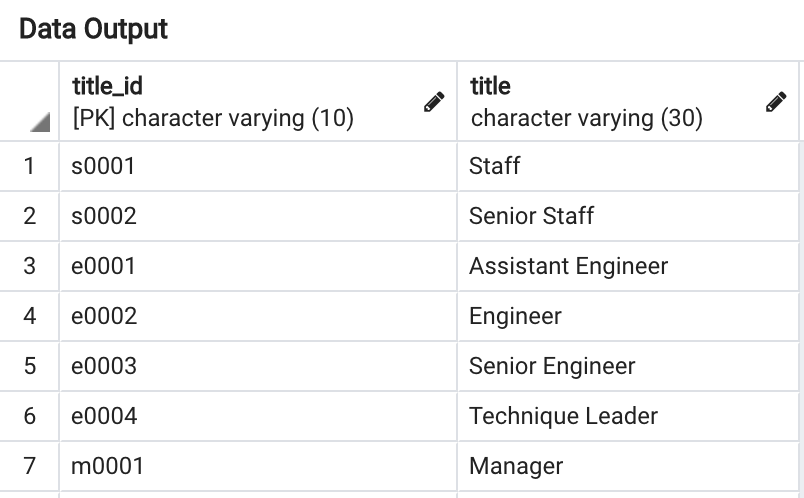 Data Output
title_id title
[PK] character varying (10) character varying (30)
1 s0001 Staff
2 s0002 Senior Staff
3 e0001 Assistant Engineer
4 e0002 Engineer
5 e0003 Senior Engineer
6 e0004 Technique Leader
7 m0001 Manager